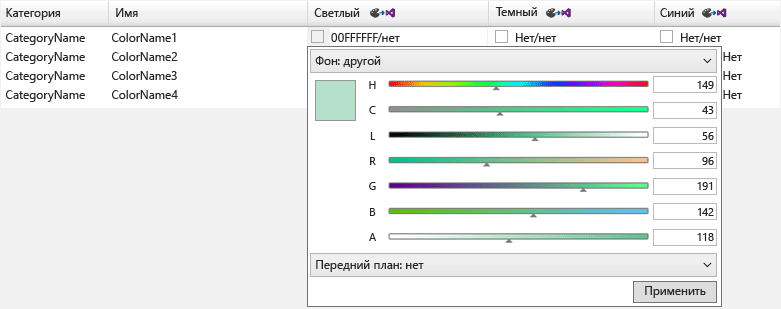 Категория Имя Светлый Темный Синий
CategoryName ColorName1 00FFFFFF/нет Нет/нет Нет/нет
CategoryName ColorName2 Нет
CategoryName ColorName3 Нет
CategoryName ColorName4 Нет
Фон: другой
H 149
C 43
L 56
R 96
G 191
B 142
A 118
Передний план: нет
Применить